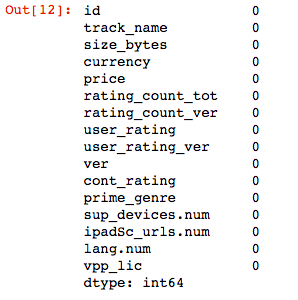 Out[12]: id 0
track_name 0
size_bytes 0
currency 0
price 0
rating_count_tot 0
rating_count_ver 0
user_rating 0
user_rating_ver 0
ver 0
cont_rating 0
prime_genre 0
sup_devices.num 0
ipadSc_urls.num 0
lang.num 0
vpp_lic 0
dtype: int64